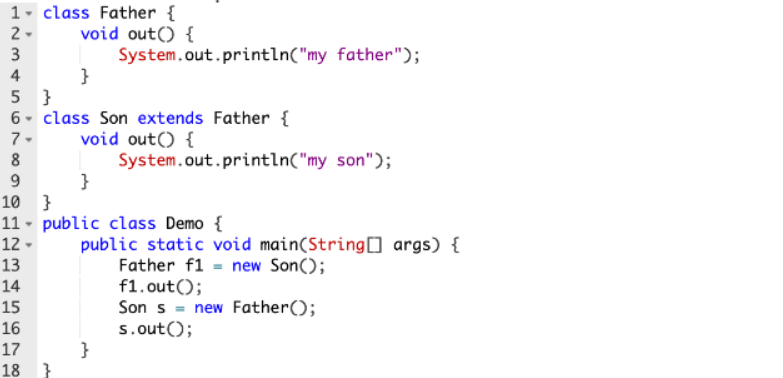 1 class Father {
2     void out() {
3         System.out.println("my father");
4     }
5 }
6 class Son extends Father {
7     void out() {
8         System.out.println("my son");
9     }
10 }
11 public class Demo {
12     public static void main(String[] args) {
13         Father f1 = new Son();
14         f1.out();
15         Son s = new Father();
16         s.out();
17     }
18 }